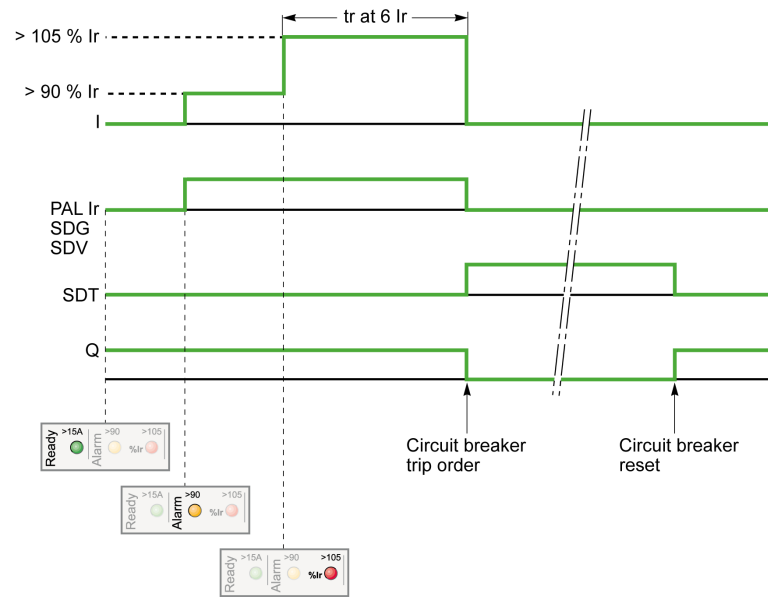 tr at 6 Ir
> 105 % Ir
> 90 % Ir
I
PAL Ir
SDG
SDV
SDT
Q
Circuit breaker
trip order
Circuit breaker
reset
Ready >15A Alarm >90 %Ir >105
Ready >15A Alarm >90 %Ir >105
Ready >15A Alarm >90 %Ir >105